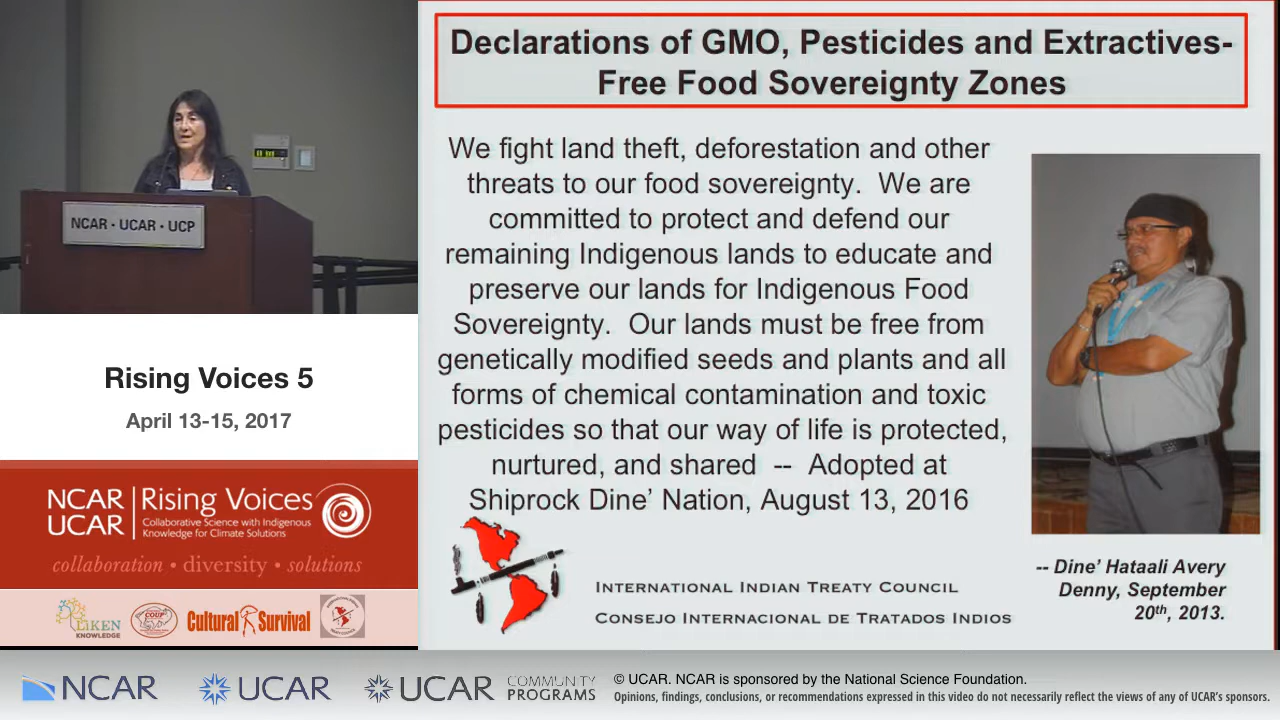 Declarations of GMO, Pesticides and Extractives-
Free Food Sovereignty Zones
We fight land theft, deforestation and other
threats to our food sovereignty. We are
committed to protect and defend our
remaining Indigenous lands to educate and
preserve our lands for Indigenous Food
Sovereignty. Our lands must be free from
genetically modified seeds and plants and all
forms of chemical contamination and toxic
pesticides so that our way of life is protected,
nurtured, and shared -- Adopted at
Shiprock Dine’ Nation, August 13, 2016
-- Dine’ Hataali Avery
Denny, September
20th, 2013.
INTERNATIONAL INDIAN TREATY COUNCIL
CONSEJO INTERNACIONAL DE TRATADOS INDIOS
NCAR • UCAR • UCP
Rising Voices 5
April 13-15, 2017
NCAR
UCAR
Rising Voices
Collaborative Science with Indigenous
Knowledge for Climate Solutions
collaboration • diversity • solutions
LIKEN
KNOWLEDGE
Cultural Survival
NCAR
UCAR
UCAR COMMUNITY
PROGRAMS
© UCAR. NCAR is sponsored by the National Science Foundation.
Opinions, findings, conclusions, or recommendations expressed in this video do not necessarily reflect the views of any of UCAR's sponsors.